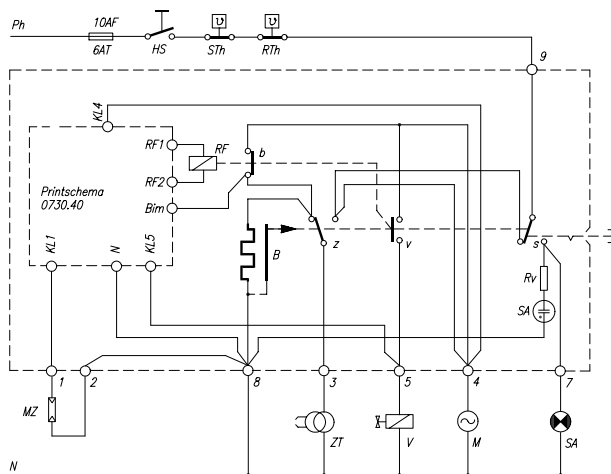 Ph
10AF
6AT
HS
STh
RTh
9
KL4
RF1
RF
b
Printschema
0730.40
RF2
Bim
KL1
N
KL5
B
z
v
s
Rv
SA
1
2
8
3
5
4
7
MZ
ZT
V
M
SA
N